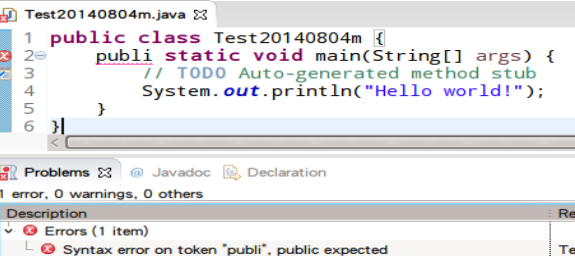 Test20140804m.java
1 public class Test20140804m {
2 publi static void main(String[] args) {
3 // TODO Auto-generated method stub
4 System.out.println("Hello world!");
5 }
6 }
Problems @ Javadoc Declaration
1 error, 0 warnings, 0 others
Description Re
Errors (1 item)
Syntax error on token "publi", public expected Te